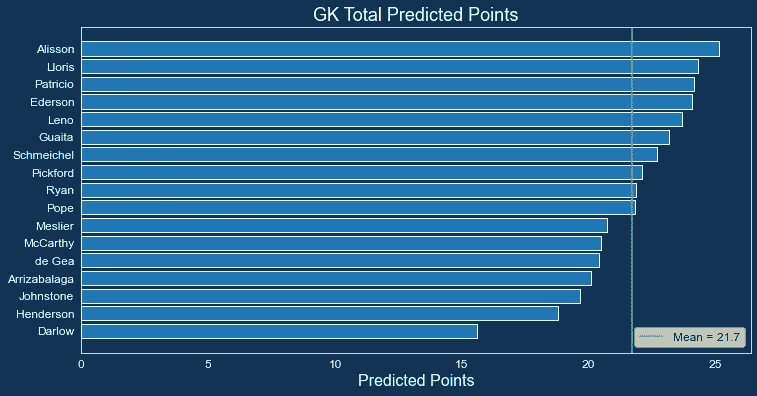 GK Total Predicted Points
Alisson
Lloris
Patricio
Ederson
Leno
Guaita
Schmeichel
Pickford
Ryan
Pope
Meslier
McCarthy
de Gea
Arrizabalaga
Johnstone
Henderson
Darlow
Mean = 21.7
0 5 10 15 20 25
Predicted Points